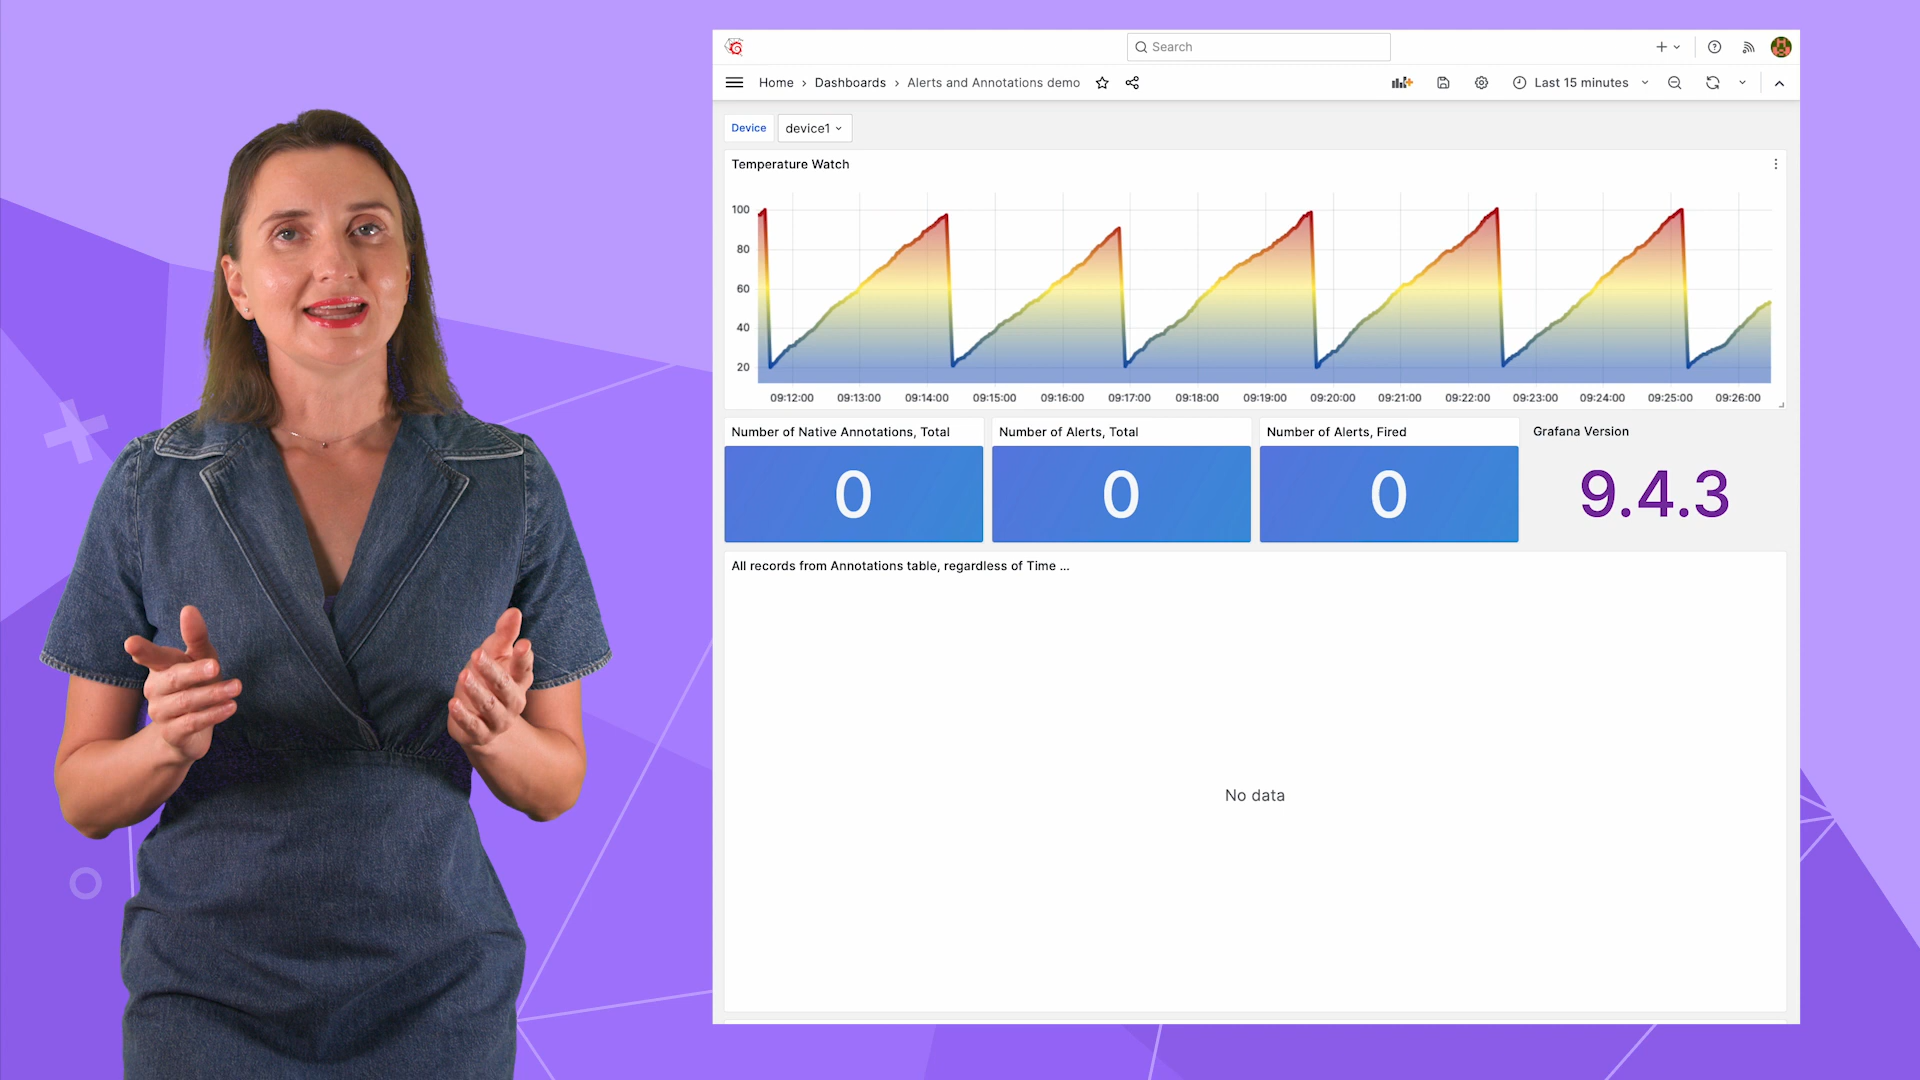 Search
Home > Dashboards > Alerts and Annotations demo
Last 15 minutes
Device
device1
Temperature Watch
100
80
60
40
20
09:12:00 09:13:00 09:14:00 09:15:00 09:16:00 09:17:00 09:18:00 09:19:00 09:20:00 09:21:00 09:22:00 09:23:00 09:24:00 09:25:00 09:26:00
Number of Native Annotations, Total
0
Number of Alerts, Total
0
Number of Alerts, Fired
0
Grafana Version
9.4.3
All records from Annotations table, regardless of Time ...
No data